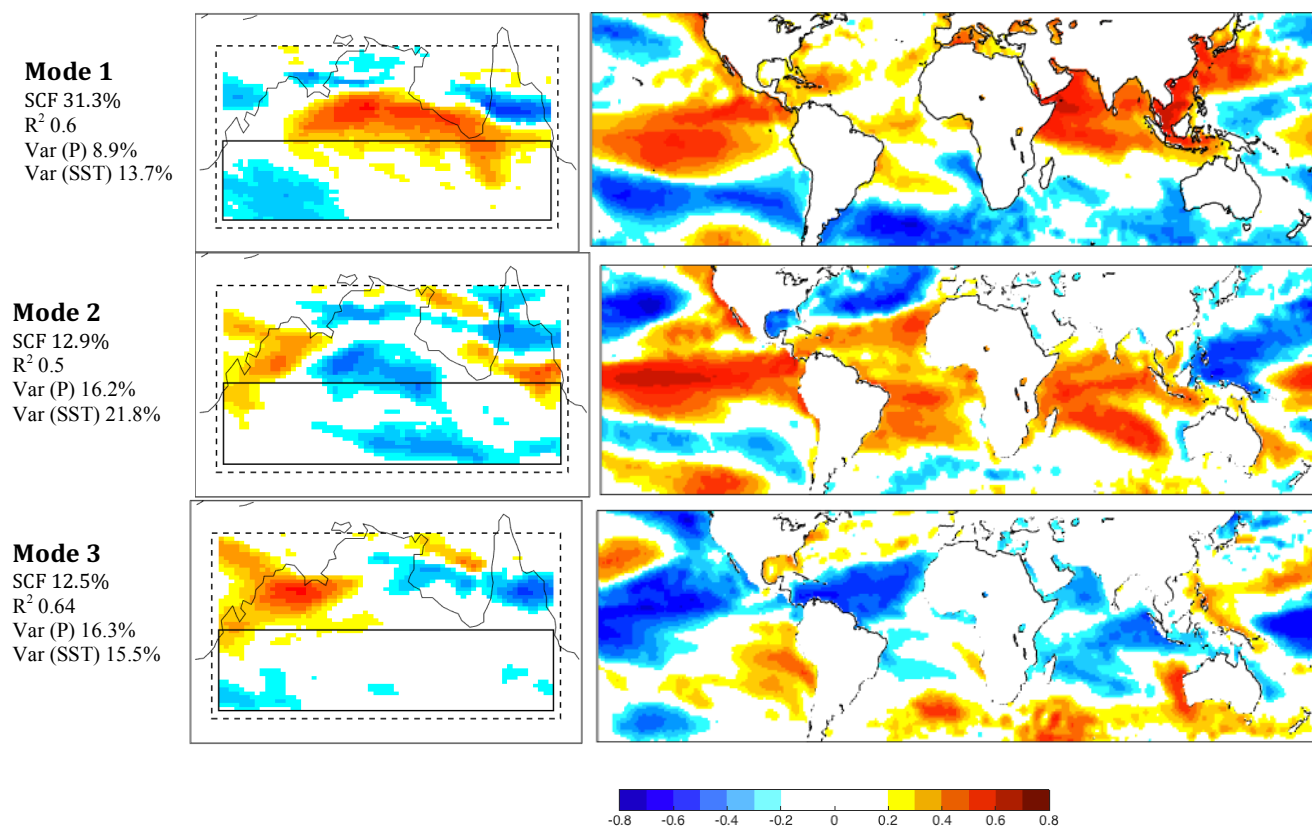 Mode 1
SCF 31.3%
R² 0.6
Var (P) 8.9%
Var (SST) 13.7%
Mode 2
SCF 12.9%
R² 0.5
Var (P) 16.2%
Var (SST) 21.8%
Mode 3
SCF 12.5%
R² 0.64
Var (P) 16.3%
Var (SST) 15.5%
-0.8 -0.6 -0.4 -0.2 0 0.2 0.4 0.6 0.8